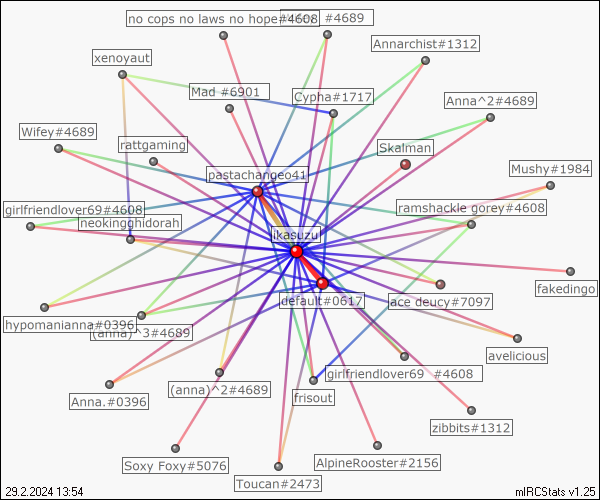 no cops no laws no hope#4608
#4689
Annarchist#1312
xenoyaut
Mad #6901
Cypha#1717
Anna^2#4689
Wifey#4689
rattgaming
Skalman
pastachangeo41
Mushy#1984
girlfriendlover69#4608
ramshackle gorey#4608
neokingghidorah
ikasuzu
fakedingo
default#0617
ace deucy#7097
hypomanianna#0396
(anna)^3#4689
avelicious
girlfriendlover69 #4608
(anna)^2#4689
Anna.#0396
frisout
zibbits#1312
Soxy Foxy#5076
AlpineRooster#2156
Toucan#2473
29.2.2024 13:54
mIRCStats v1.25